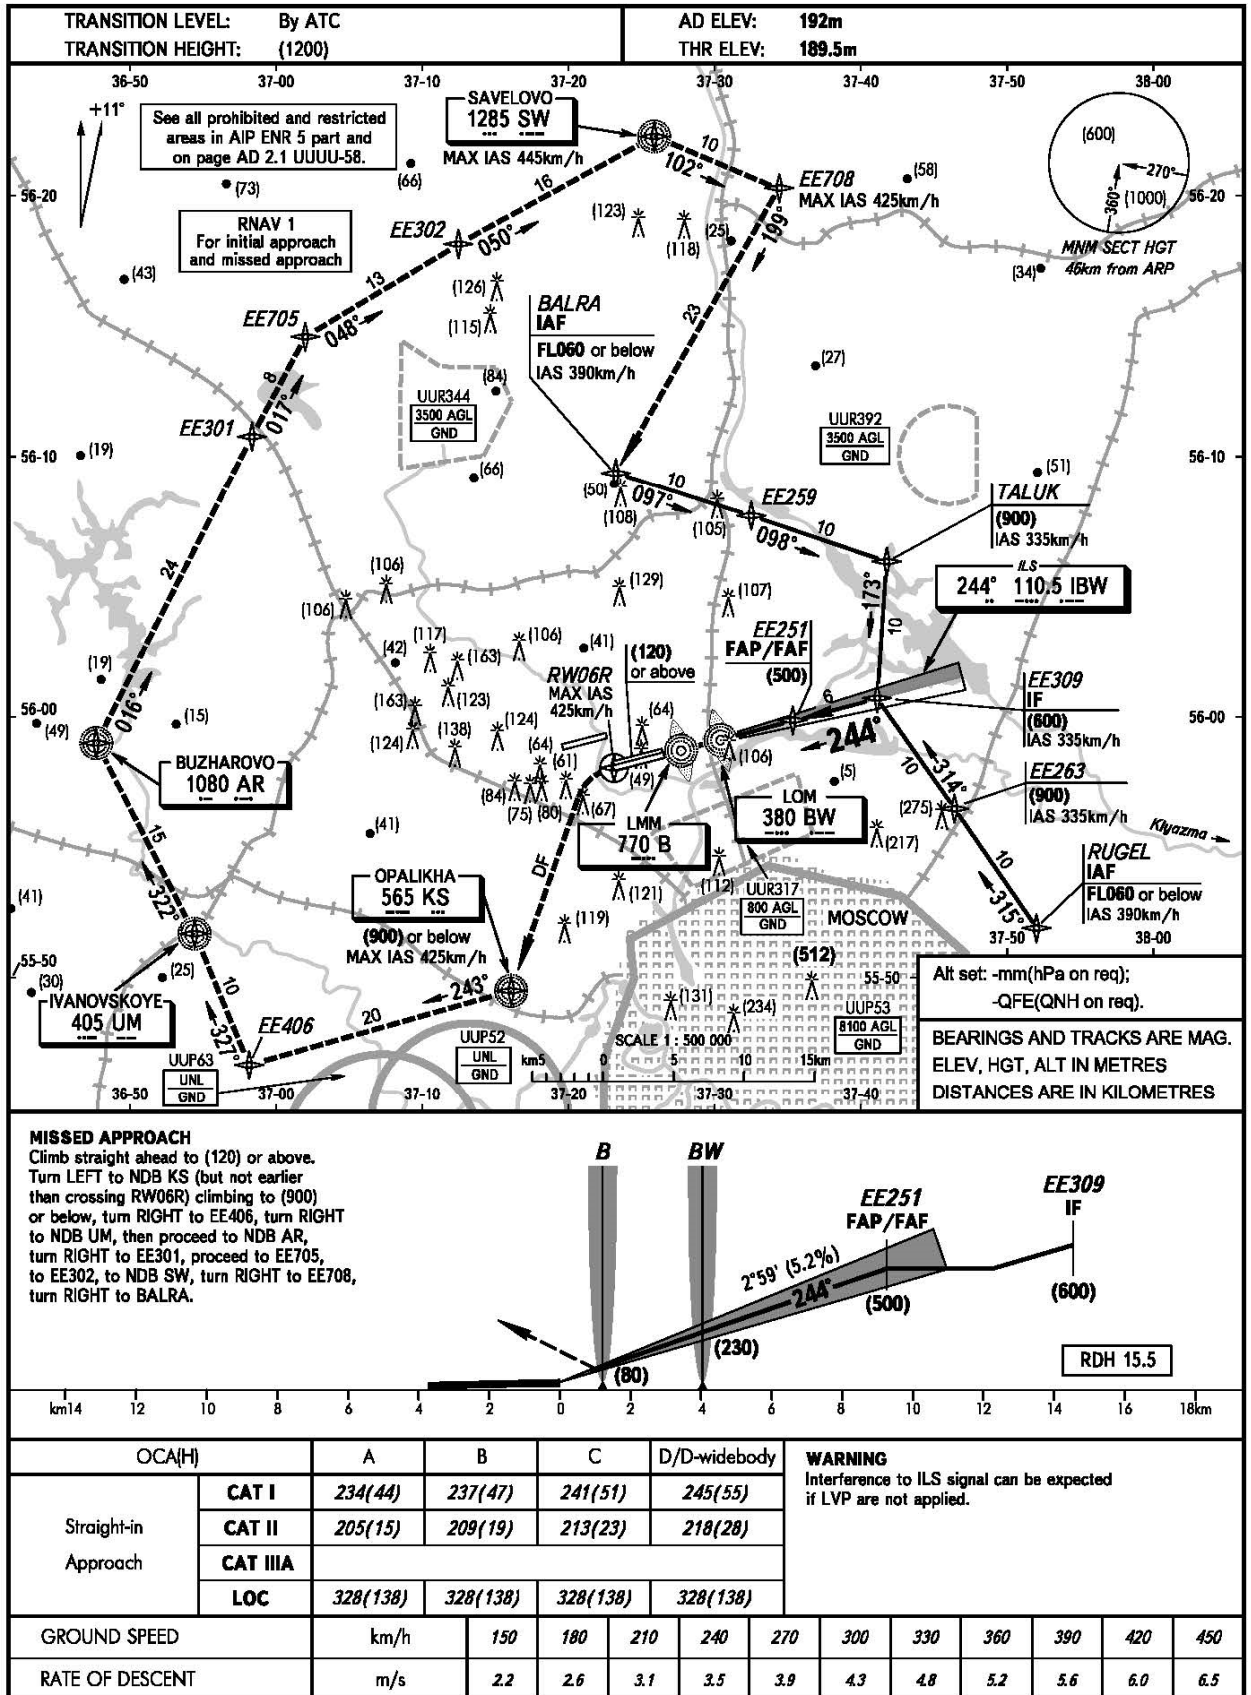 TRANSITION LEVEL: By ATC
TRANSITION HEIGHT: (1200)
AD ELEV: 192m
THR ELEV: 189.5m
36-50 37-00 37-10 37-20 37-30 37-40 37-50 38-00
+11°
See all prohibited and restricted
areas in AIP ENR 5 part and
on page AD 2.1 UUUU-58.
SAVELOVO
1285 SW
MAX IAS 445km/h
10
102°
(600)
270°
360°
(1000)
MNM SECT HGT
46km from ARP
56-20
(73)
(66)
16
EE708
MAX IAS 425km/h
(58)
56-20
RNAV 1
For initial approach
and missed approach
EE302
050°
(123)
(118)
(25)
199°
(34)
(43)
13
(126)
(115)
BALRA
IAF
FL060 or below
IAS 390km/h
23
EE705
048°
(27)
8
017°
UUR344
3500 AGL
GND
(84)
UUR392
3500 AGL
GND
EE301
56-10
(19)
(66)
(50)
(108)
097°
10
(105)
EE259
(51)
56-10
TALUK
(900)
IAS 335km/h
098°
10
24
(106)
(106)
(129)
(107)
173°
10
ILS
244° 110.5 IBW
(42)
(117)
(163)
(106)
(41)
(120)
or above
EE251
FAP/FAF
(500)
(19)
016°
(163)
(123)
RW06R
MAX IAS
425km/h
6
EE309
IF
(600)
IAS 335km/h
56-00
(49)
(15)
(124)
(138)
(124)
(64)
(64)
(61)
(49)
(106)
244°
56-00
BUZHAROVO
1080 AR
(84)
(75)
(80)
(67)
LMM
770 B
LOM
380 BW
(5)
10
314°
(275)
EE263
(900)
IAS 335km/h
(217)
Klyazma
15
(41)
DF
322°
OPALIKHA
565 KS
(900) or below
MAX IAS 425km/h
(121)
(112)
UUR317
800 AGL
GND
MOSCOW
(512)
10
315°
RUGEL
IAF
FL060 or below
IAS 390km/h
37-50 38-00
(41)
(119)
55-50
(30)
(25)
10
243°
55-50
IVANOVSKOYE
405 UM
327°
EE406
20
(131)
(234)
UUP53
8100 AGL
GND
UUP63
UNL
GND
UUP52
UNL
GND
SCALE 1 : 500 000
km5 0 5 10 15km
Alt set: -mm(hPa on req);
-QFE(QNH on req).
BEARINGS AND TRACKS ARE MAG.
ELEV, HGT, ALT IN METRES
DISTANCES ARE IN KILOMETRES
36-50 37-00 37-10 37-20 37-30 37-40
MISSED APPROACH
Climb straight ahead to (120) or above.
Turn LEFT to NDB KS (but not earlier
than crossing RW06R) climbing to (900)
or below, turn RIGHT to EE406, turn RIGHT
to NDB UM, then proceed to NDB AR,
turn RIGHT to EE301, proceed to EE705,
to EE302, to NDB SW, turn RIGHT to EE708,
turn RIGHT to BALRA.
B BW
EE251
FAP/FAF
EE309
IF
2°59' (5.2%)
244°
(500)
(600)
(230)
(80)
RDH 15.5
km14 12 10 8 6 4 2 0 2 4 6 8 10 12 14 16 18km
OCA(H) A B C D/D-widebody
Straight-in
Approach
CAT I 234(44) 237(47) 241(51) 245(55)
CAT II 205(15) 209(19) 213(23) 218(28)
CAT IIIA
LOC 328(138) 328(138) 328(138) 328(138)
WARNING
Interference to ILS signal can be expected
if LVP are not applied.
GROUND SPEED km/h 150 180 210 240 270 300 330 360 390 420 450
RATE OF DESCENT m/s 2.2 2.6 3.1 3.5 3.9 4.3 4.8 5.2 5.6 6.0 6.5